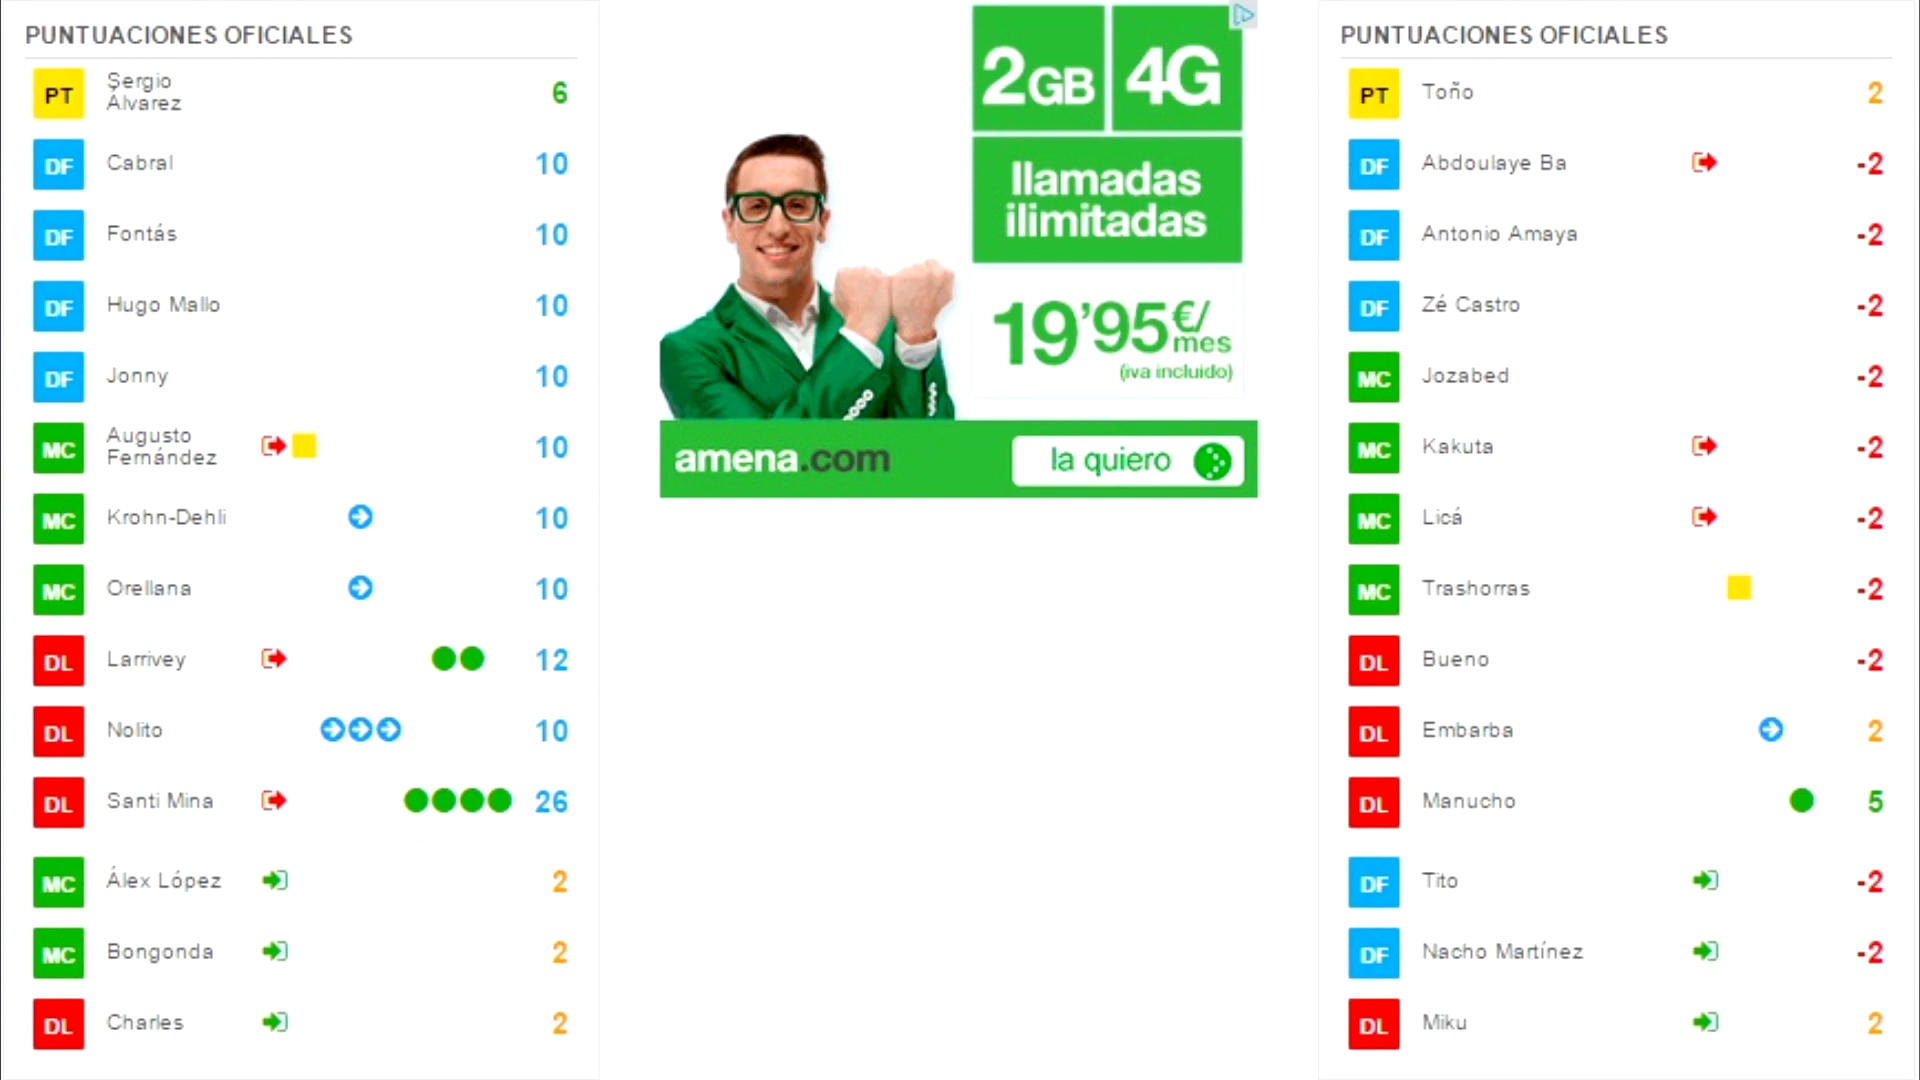 PUNTUACIONES OFICIALES
PT Sergio Álvarez 6
DF Cabral 10
DF Fontás 10
DF Hugo Mallo 10
DF Jonny 10
MC Augusto Fernández 10
MC Krohn-Dehli 10
MC Orellana 10
DL Larrivey 12
DL Nolito 10
DL Santi Mina 26
MC Álex López 2
MC Bongonda 2
DL Charles 2
2GB 4G
llamadas
ilimitadas
19'95€/mes
(iva incluido)
amena.com la quiero
PUNTUACIONES OFICIALES
PT Toño 2
DF Abdoulaye Ba -2
DF Antonio Amaya -2
DF Zé Castro -2
MC Jozabed -2
MC Kakuta -2
MC Licá -2
MC Trashorras -2
DL Bueno -2
DL Embarba 2
DL Manucho 5
DF Tito -2
DF Nacho Martínez -2
DL Miku 2